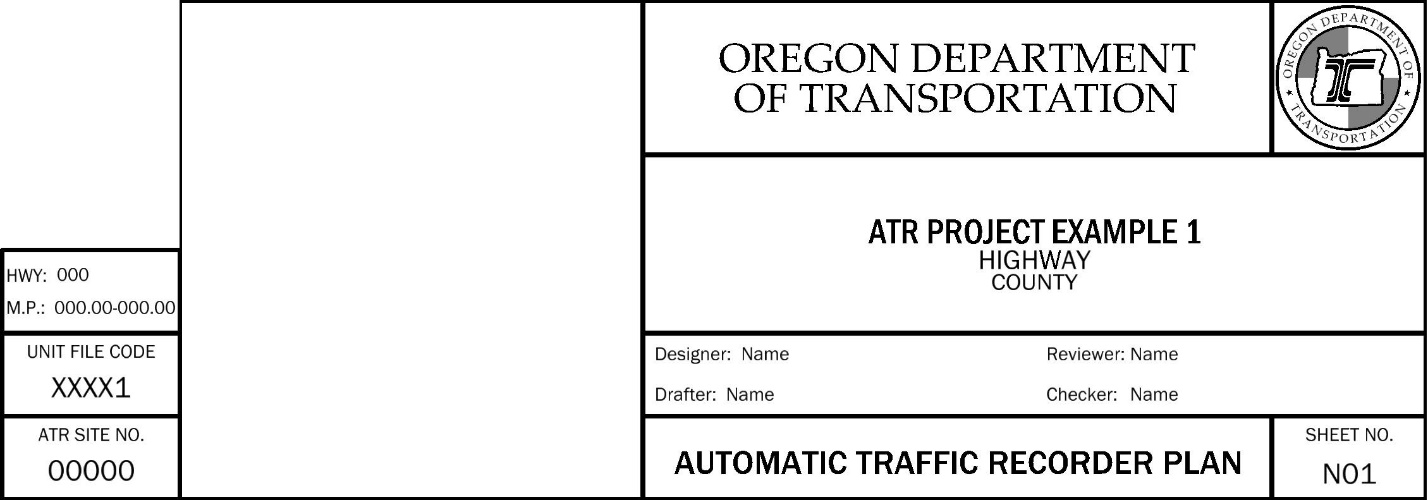 OREGON DEPARTMENT
OF TRANSPORTATION
OREGON DEPARTMENT OF
TRANSPORTATION
ATR PROJECT EXAMPLE 1
HIGHWAY
COUNTY
HWY: 000
M.P.: 000.00-000.00
UNIT FILE CODE
XXXX1
ATR SITE NO.
00000
Designer: Name
Reviewer: Name
Drafter: Name
Checker: Name
AUTOMATIC TRAFFIC RECORDER PLAN
SHEET NO.
N01